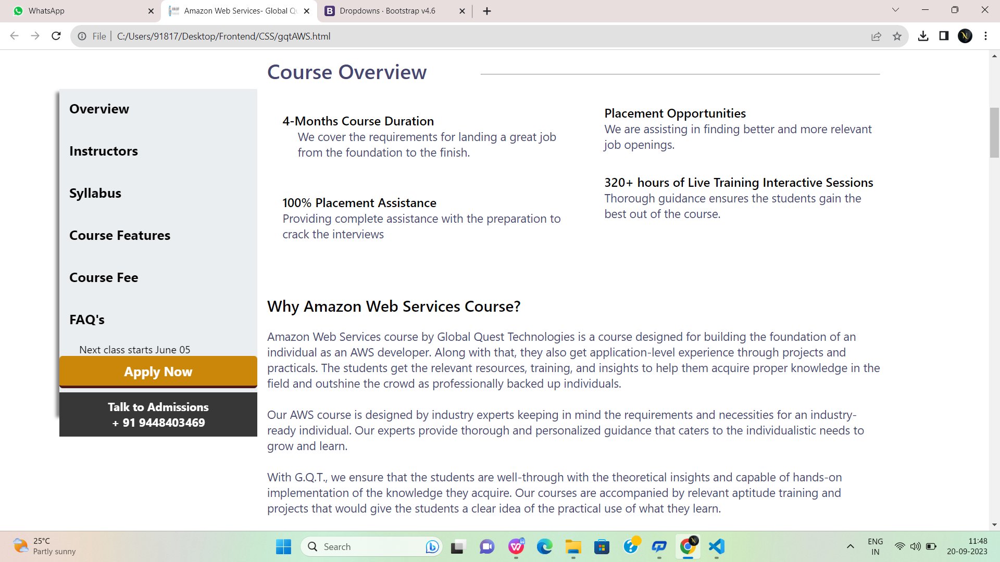 WhatsApp
Amazon Web Services- Global Qu
Dropdowns · Bootstrap v4.6
File
C:/Users/91817/Desktop/Frontend/CSS/gqtAWS.html
Overview
Instructors
Syllabus
Course Features
Course Fee
FAQ's
Next class starts June 05
Apply Now
Talk to Admissions
+ 91 9448403469
Course Overview
4-Months Course Duration
We cover the requirements for landing a great job
from the foundation to the finish.
100% Placement Assistance
Providing complete assistance with the preparation to
crack the interviews
Placement Opportunities
We are assisting in finding better and more relevant
job openings.
320+ hours of Live Training Interactive Sessions
Thorough guidance ensures the students gain the
best out of the course.
Why Amazon Web Services Course?
Amazon Web Services course by Global Quest Technologies is a course designed for building the foundation of an
individual as an AWS developer. Along with that, they also get application-level experience through projects and
practicals. The students get the relevant resources, training, and insights to help them acquire proper knowledge in the
field and outshine the crowd as professionally backed up individuals.
Our AWS course is designed by industry experts keeping in mind the requirements and necessities for an industry-
ready individual. Our experts provide thorough and personalized guidance that caters to the individualistic needs to
grow and learn.
With G.Q.T., we ensure that the students are well-through with the theoretical insights and capable of hands-on
implementation of the knowledge they acquire. Our courses are accompanied by relevant aptitude training and
projects that would give the students a clear idea of the practical use of what they learn.
25°C
Partly sunny
Search
ENG
IN
11:48
20-09-2023